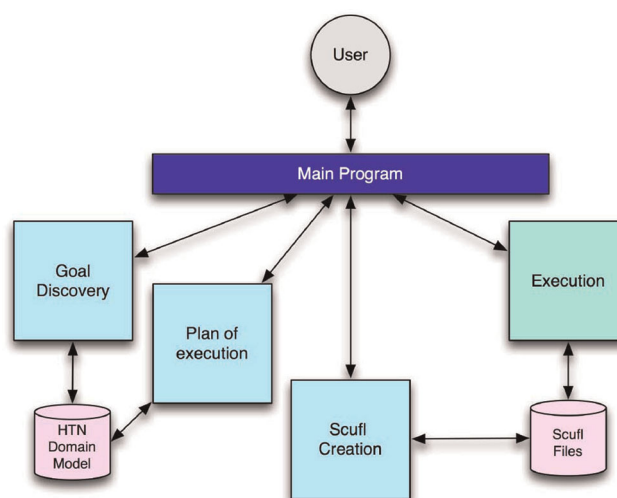 User
Main Program
Goal
Discovery
Plan of
execution
Execution
HTN
Domain
Model
Scufl
Creation
Scufl
Files